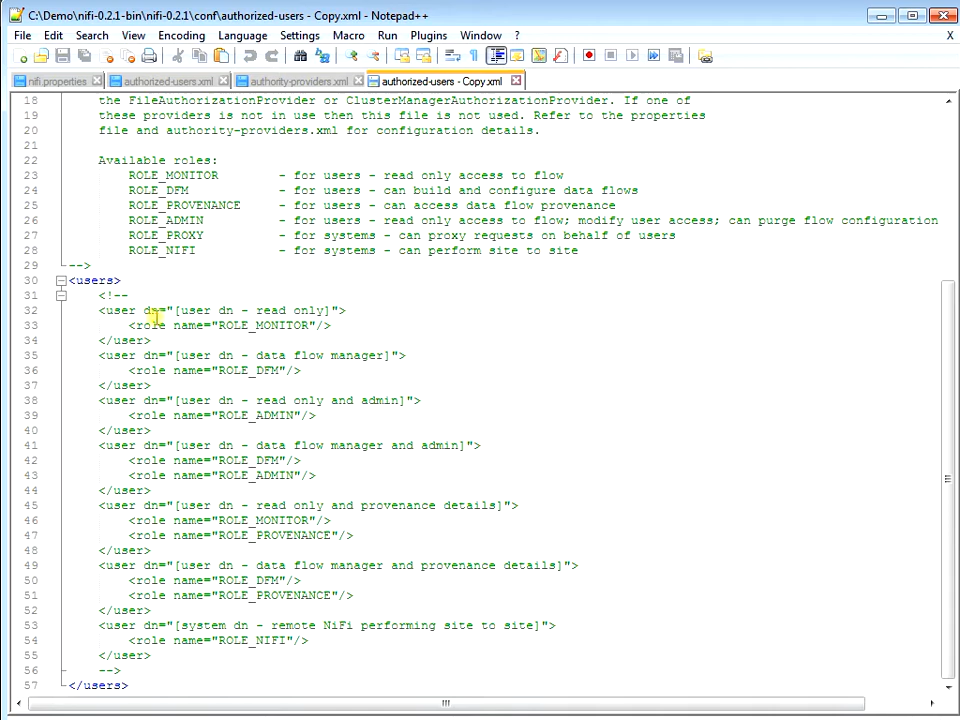 C:\Demo\nifi-0.2.1-bin\nifi-0.2.1\conf\authorized-users - Copy.xml - Notepad++
File Edit Search View Encoding Language Settings Macro Run Plugins Window ? X
nifi.properties authorized-users.xml authority-providers.xml authorized-users - Copy.xml
18 the FileAuthorizationProvider or ClusterManagerAuthorizationProvider. If one of
19 these providers is not in use then this file is not used. Refer to the properties
20 file and authority-providers.xml for configuration details.
21
22 Available roles:
23 ROLE_MONITOR - for users - read only access to flow
24 ROLE_DFM - for users - can build and configure data flows
25 ROLE_PROVENANCE - for users - can access data flow provenance
26 ROLE_ADMIN - for users - read only access to flow; modify user access; can purge flow configuration
27 ROLE_PROXY - for systems - can proxy requests on behalf of users
28 ROLE_NIFI - for systems - can perform site to site
29 -->
30 <users>
31 <!--
32 <user dn="[user dn - read only]">
33 <role name="ROLE_MONITOR"/>
34 </user>
35 <user dn="[user dn - data flow manager]">
36 <role name="ROLE_DFM"/>
37 </user>
38 <user dn="[user dn - read only and admin]">
39 <role name="ROLE_ADMIN"/>
40 </user>
41 <user dn="[user dn - data flow manager and admin]">
42 <role name="ROLE_DFM"/>
43 <role name="ROLE_ADMIN"/>
44 </user>
45 <user dn="[user dn - read only and provenance details]">
46 <role name="ROLE_MONITOR"/>
47 <role name="ROLE_PROVENANCE"/>
48 </user>
49 <user dn="[user dn - data flow manager and provenance details]">
50 <role name="ROLE_DFM"/>
51 <role name="ROLE_PROVENANCE"/>
52 </user>
53 <user dn="[system dn - remote NiFi performing site to site]">
54 <role name="ROLE_NIFI"/>
55 </user>
56 -->
57 </users>